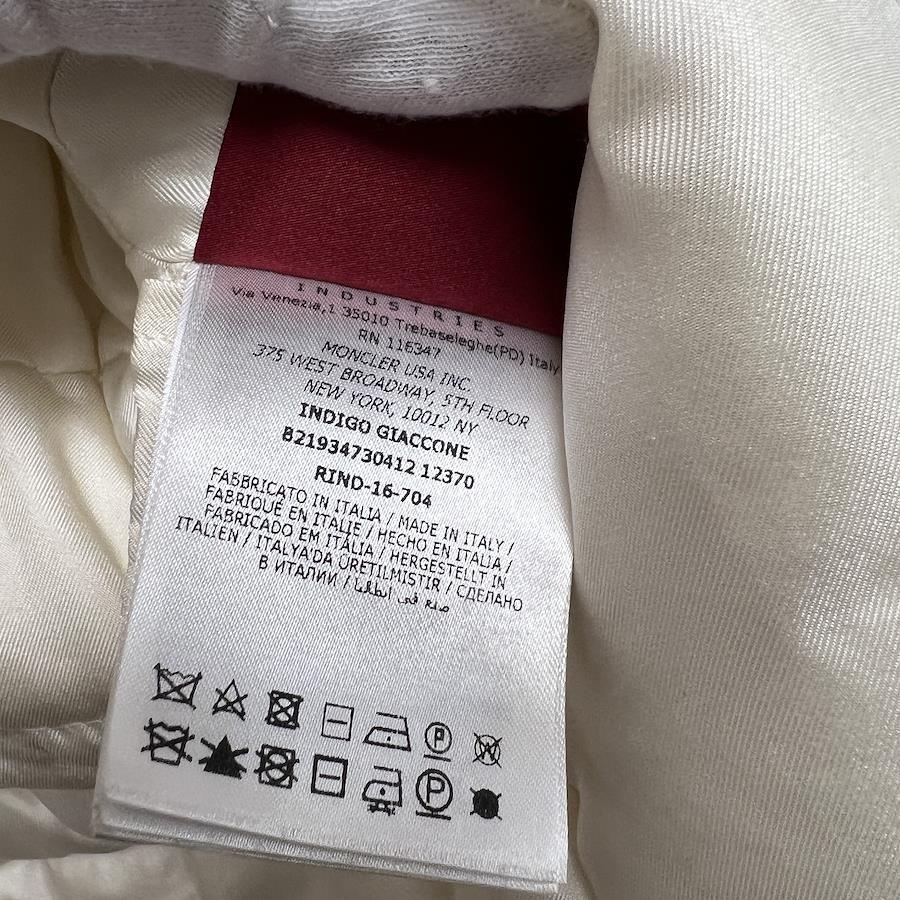 INDUSTRIES
Via Venezia,1 35010 Trebaseleghe(PD) Italy
RN 116347
MONCLER USA INC.
375 WEST BROADWAY, 5TH FLOOR
NEW YORK, 10012 NY
INDIGO GIACCONE
B21934730412 12370
RIND-16-704
FABBRICATO IN ITALIA / MADE IN ITALY /
FABRIQUÉ EN ITALIE / HECHO EN ITALIA /
FABRICADO EM ITÁLIA / HERGESTELLT IN
ITALIEN / ITALYA'DA ÜRETILMISTIR / СДЕЛАНО
В ИТАЛИИ / صنع في ايطاليا
P W
P